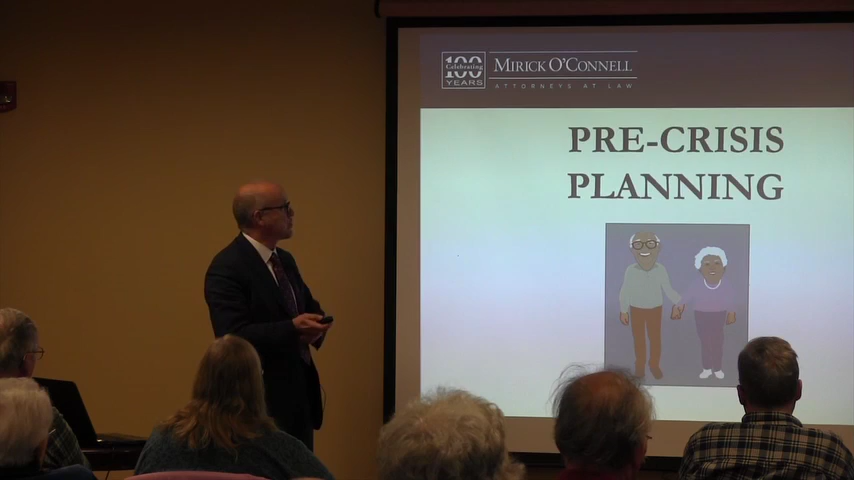 Celebrating
100
YEARS
MIRICK O'CONNELL
ATTORNEYS AT LAW
PRE-CRISIS
PLANNING